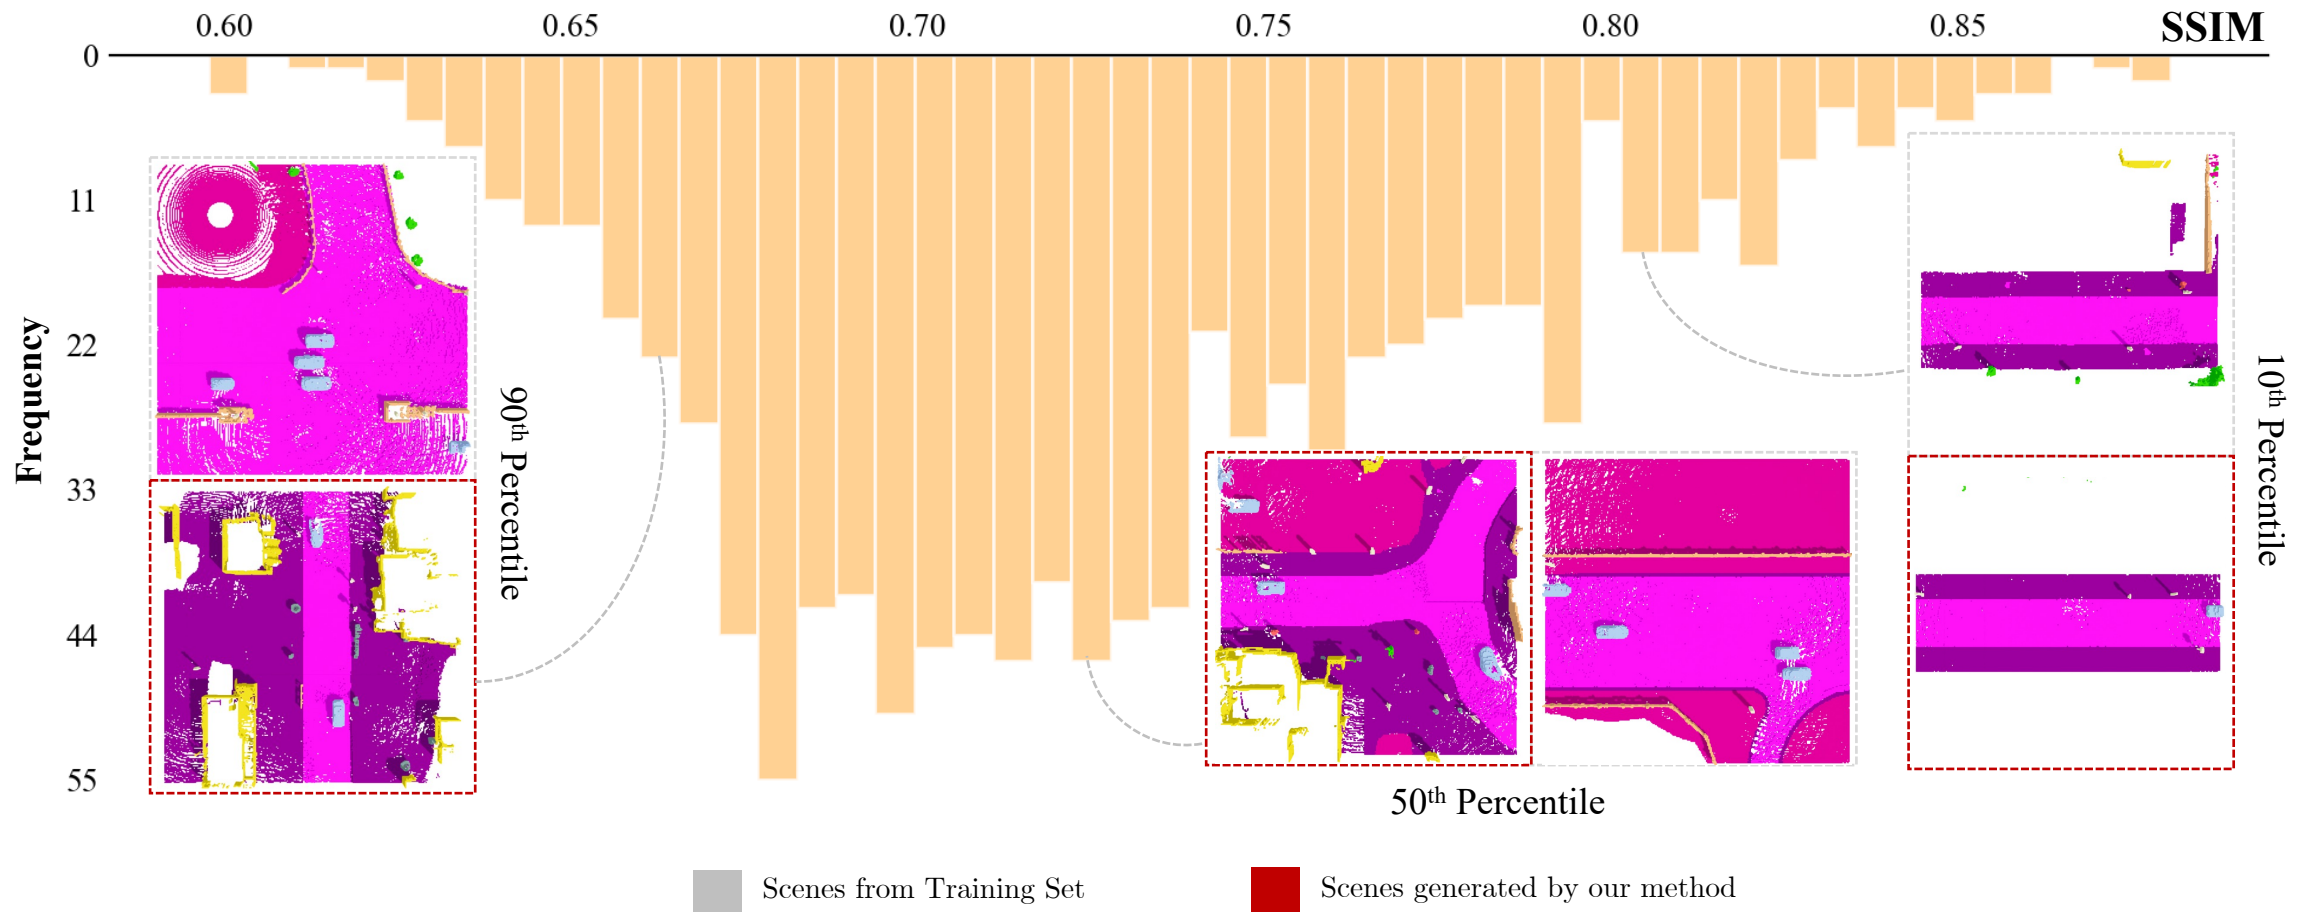 0.60 0.65 0.70 0.75 0.80 0.85 SSIM
0
11
22
33
44
55
Frequency
90th Percentile
10th Percentile
50th Percentile
Scenes from Training Set
Scenes generated by our method